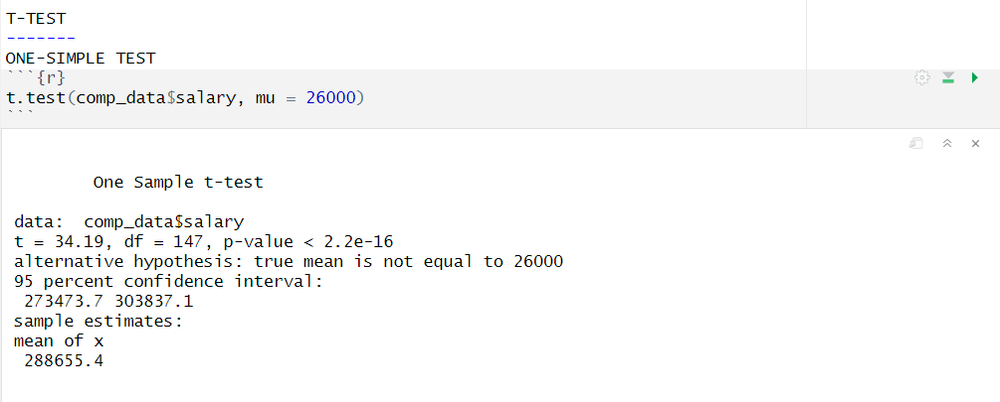 T-TEST
-------
ONE-SIMPLE TEST
```{r}
t.test(comp_data$salary, mu = 26000)
```
One Sample t-test
data:  comp_data$salary
t = 34.19, df = 147, p-value < 2.2e-16
alternative hypothesis: true mean is not equal to 26000
95 percent confidence interval:
273473.7 303837.1
sample estimates:
mean of x
288655.4